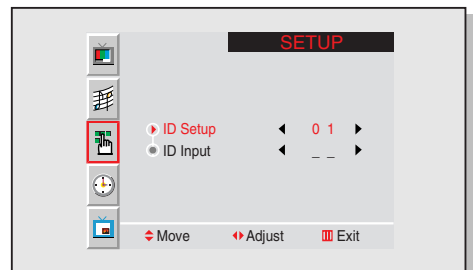 SETUP
ID Setup 0 1
ID Input _ _
Move Adjust Exit